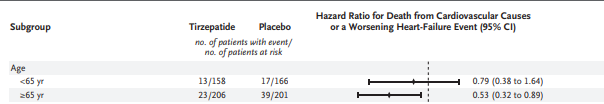 Hazard Ratio for Death from Cardiovascular Causes
Subgroup Tirzepatide Placebo or a Worsening Heart-Failure Event (95% CI)
no. of patients with event/
no. of patients at risk
Age
<65 yr 13/158 17/166 0.79 (0.38 to 1.64)
≥65 yr 23/206 39/201 0.53 (0.32 to 0.89)